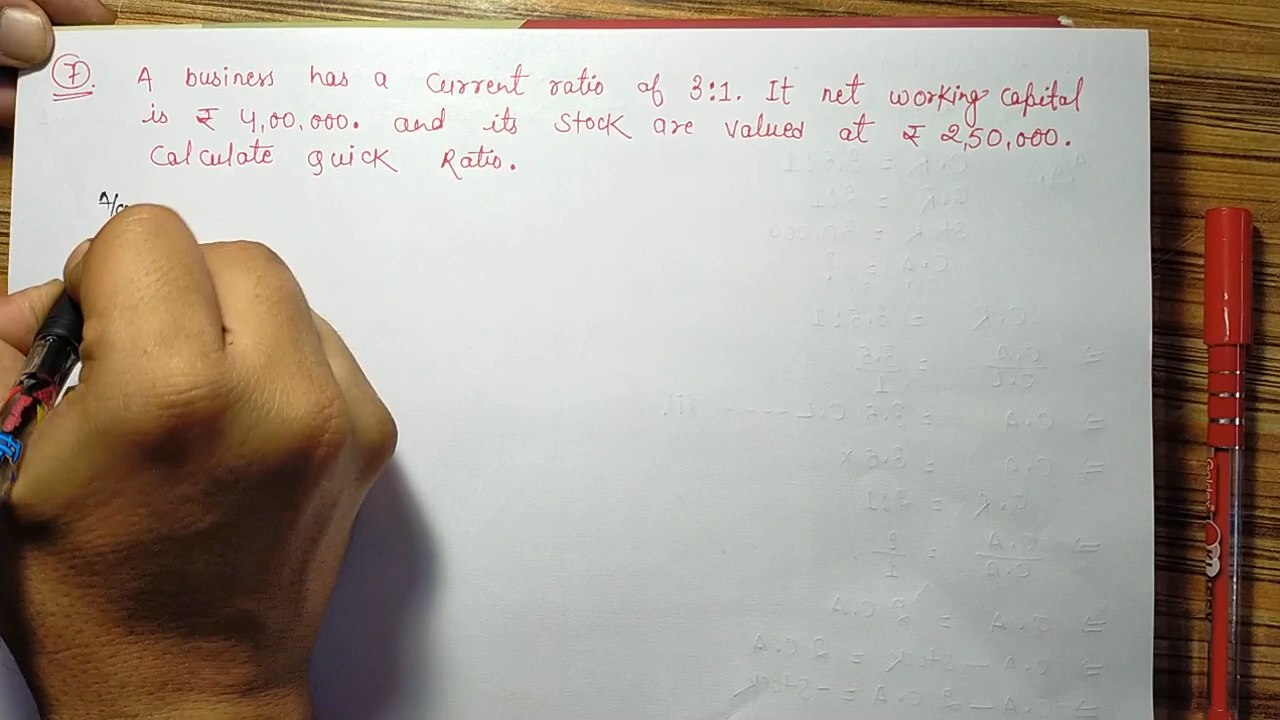 7. A business has a current ratio of 3:1. It net working capital
is ₹ 4,00,000. and its stock are valued at ₹ 2,50,000.
Calculate quick Ratio.